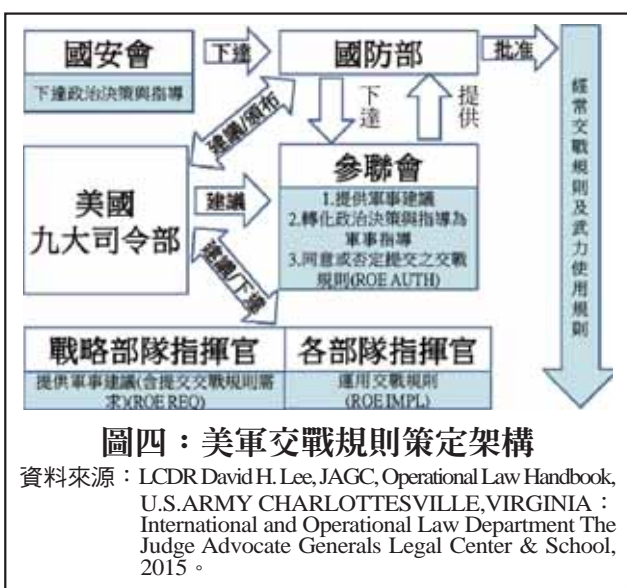 國安會
下達政治決策與指導
下達
國防部
批准
建議/頒布
下達
提供
美國
九大司令部
建議
參聯會
1.提供軍事建議
2.轉化政治決策與指導為
軍事指導
3.同意或否定提交之交戰
規則(ROE AUTH)
建議/下達
戰略部隊指揮官
提供軍事建議(含提交交戰規則需
求)(ROE REQ)
各部隊指揮官
運用交戰規則
(ROE IMPL)
經常交戰規則及武力使用規則
圖四：美軍交戰規則策定架構
資料來源：LCDR David H. Lee, JAGC, Operational Law Handbook,
U.S.ARMY CHARLOTTESVILLE,VIRGINIA：
International and Operational Law Department The
Judge Advocate Generals Legal Center & School,
2015。